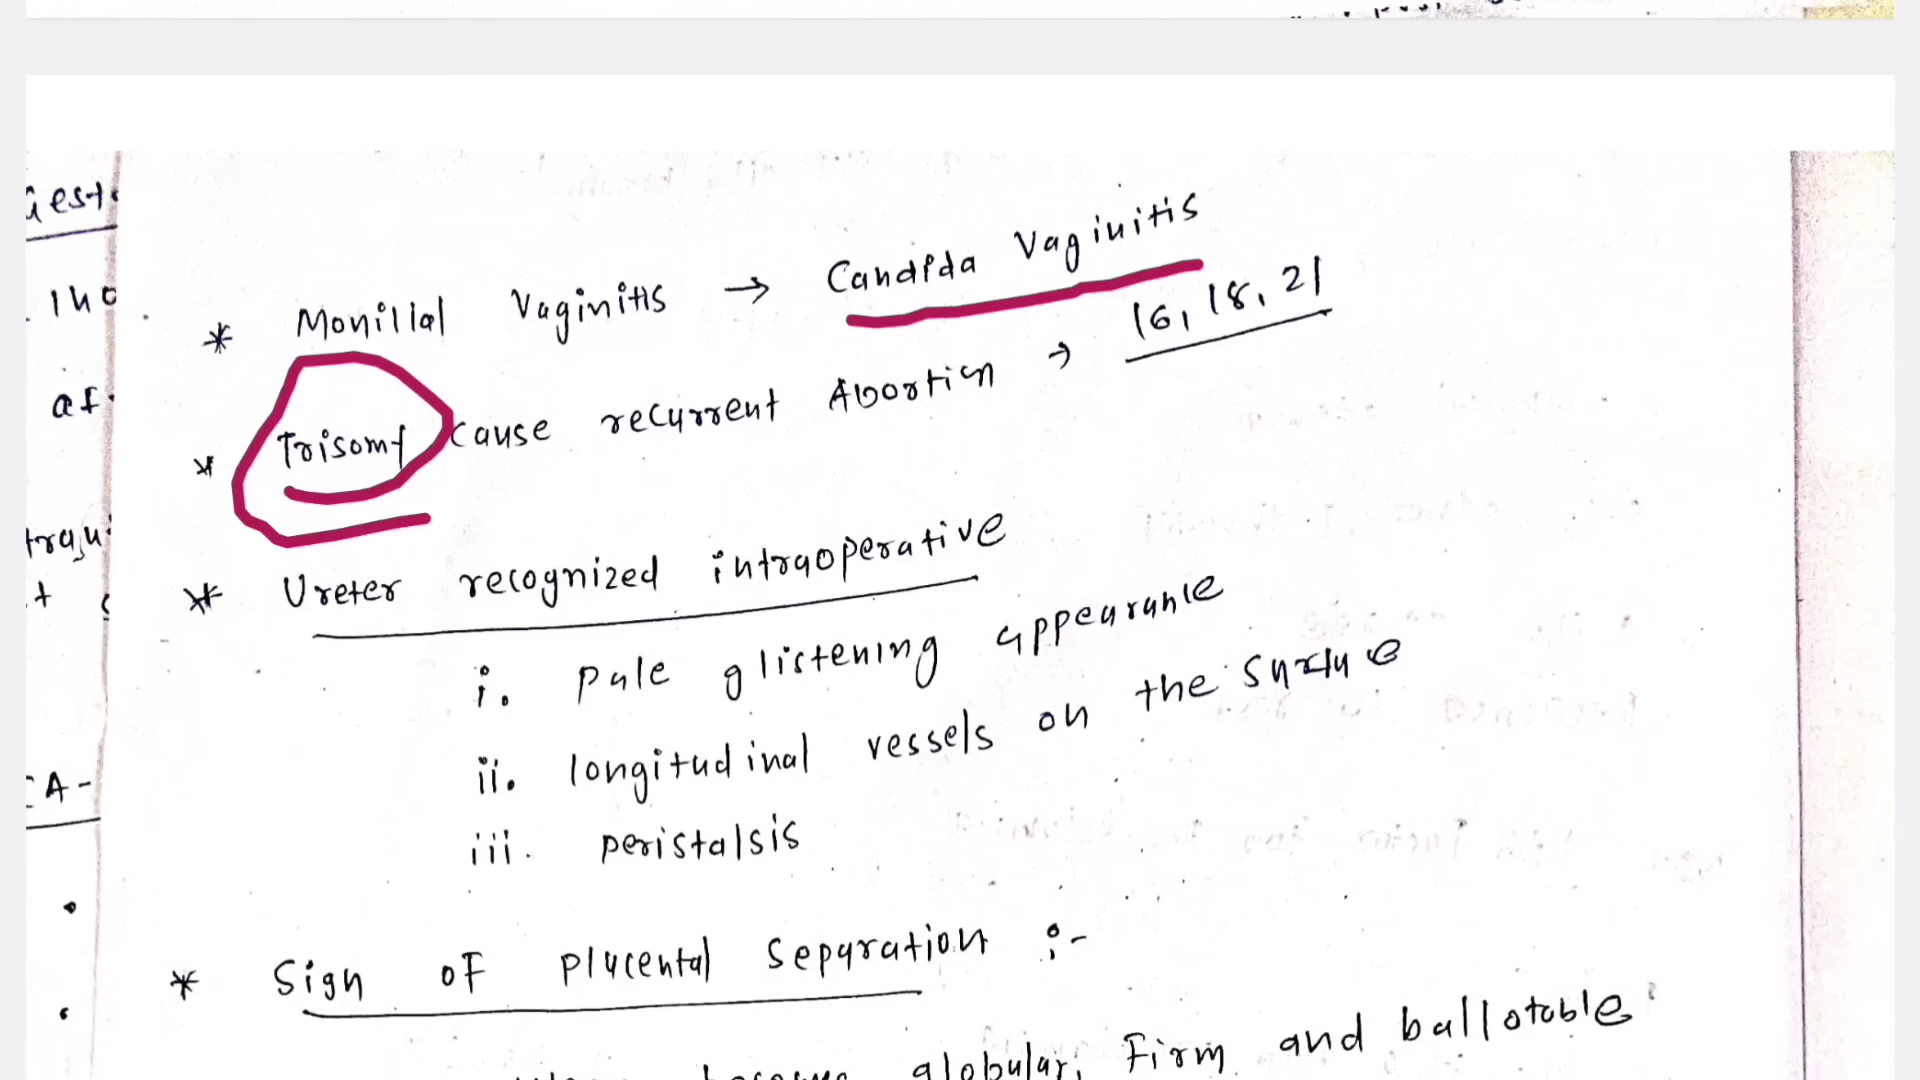 * Monilial Vaginitis → Candida Vaginitis
* Trisomy cause recurrent Abortion → 16, 18, 21
* Ureter recognized intraoperative
i. Pale glistening appearance
ii. longitudinal vessels on the surface
iii. peristalsis
* Sign of Placental Separation :-
globular, Firm and ballotable